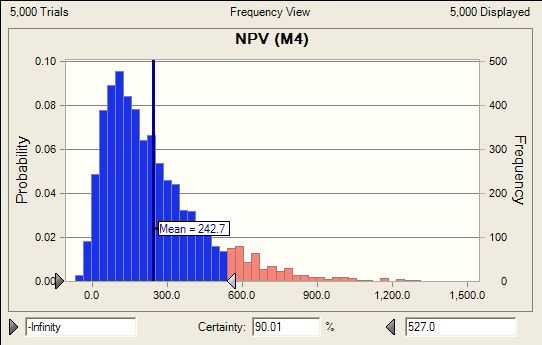 5,000 Trials Frequency View 5,000 Displayed
NPV (M4)
0.10 500
0.08 400
0.06 300
0.04 200
0.02 100
0.00 0
Probability
Frequency
Mean = 242.7
0.0 300.0 600.0 900.0 1,200.0 1,500.0
-Infinity Certainty: 90.01 % 527.0